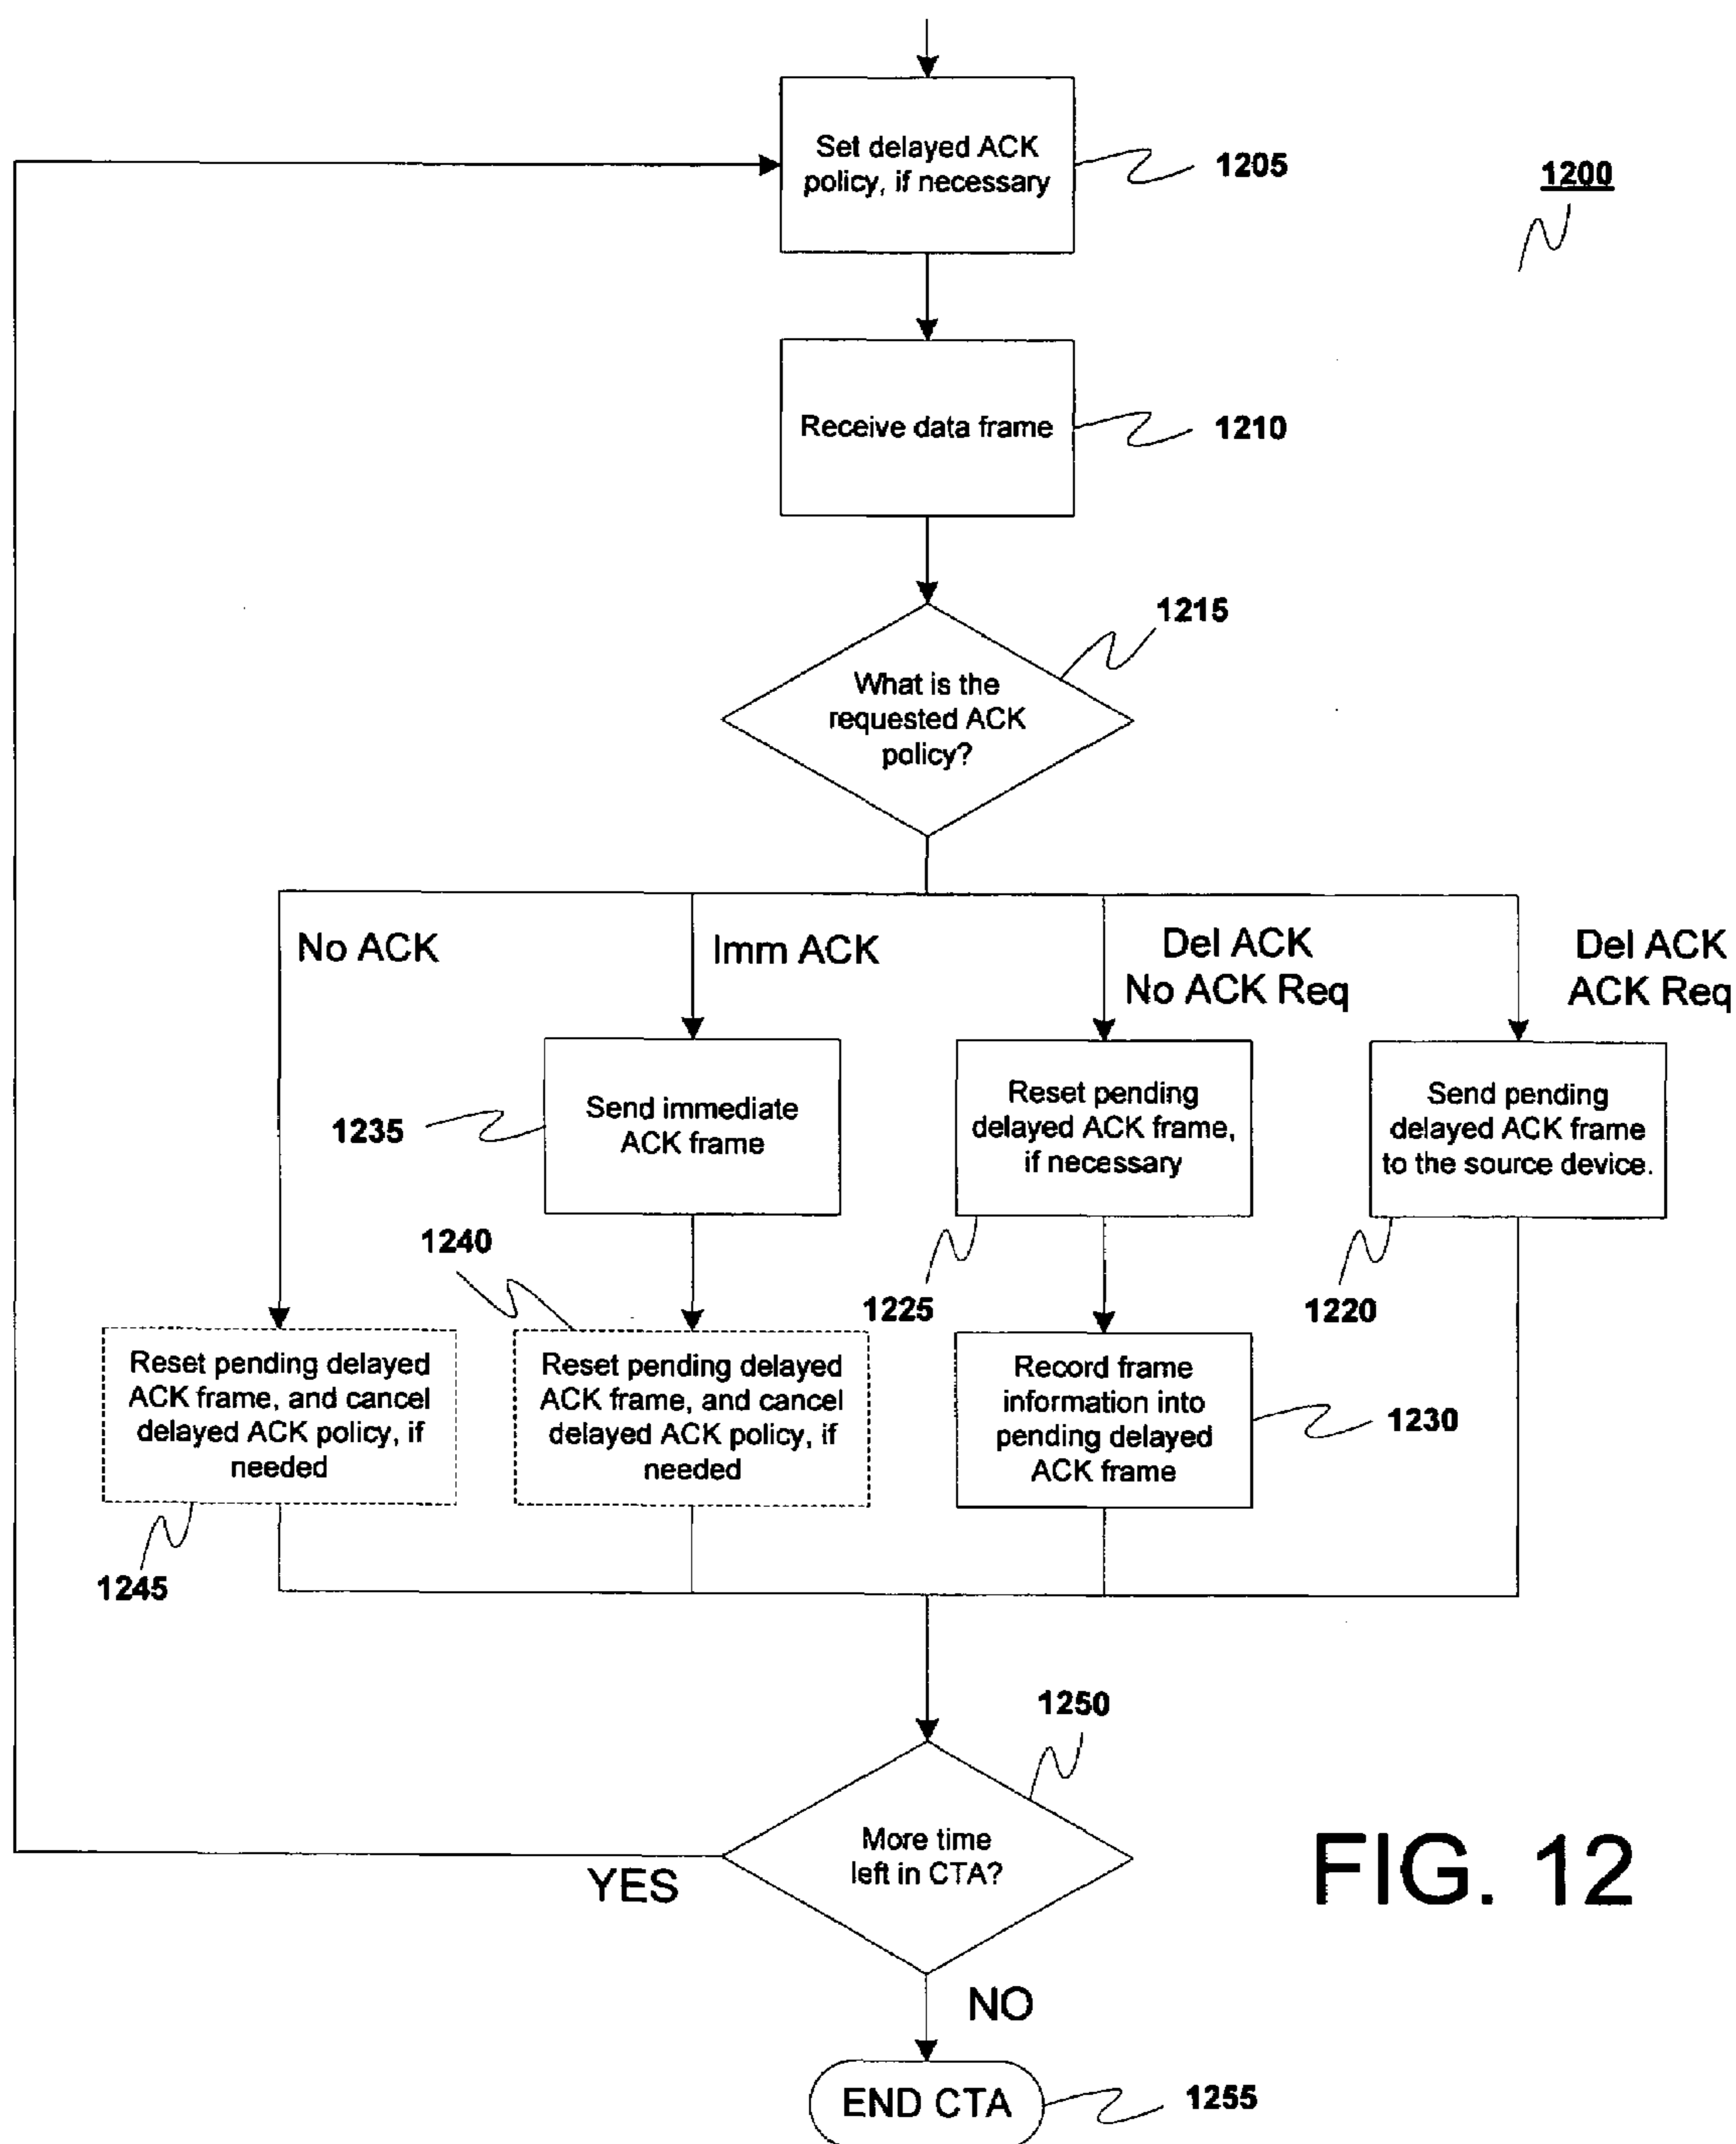 Set delayed ACK
policy, if necessary
1205
1200
Receive data frame
1210
1215
What is the
requested ACK
policy?
No ACK
Imm ACK
Del ACK
No ACK Req
Del ACK
ACK Req
1235
Send immediate
ACK frame
Reset pending
delayed ACK frame,
if necessary
Send pending
delayed ACK frame
to the source device.
1240
1225
1220
Reset pending delayed
ACK frame, and cancel
delayed ACK policy, if
needed
Reset pending delayed
ACK frame, and cancel
delayed ACK policy, if
needed
Record frame
information into
pending delayed
ACK frame
1230
1245
1250
More time
left in CTA?
YES
FIG. 12
NO
END CTA
1255